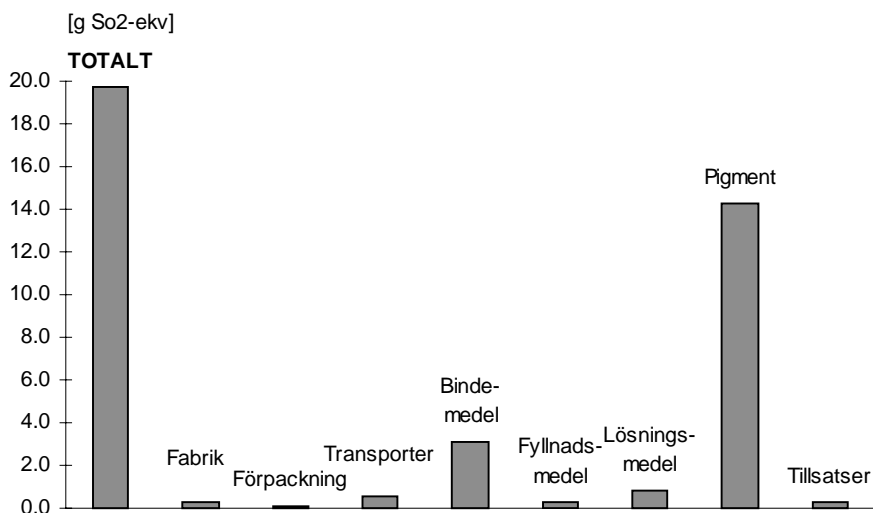 [g So2-ekv]
TOTALT
20.0
18.0
16.0
14.0
12.0
10.0
8.0
6.0
4.0
2.0
0.0
Fabrik
Förpackning
Transporter
Binde-
medel
Fyllnads-
medel
Lösnings-
medel
Pigment
Tillsatser